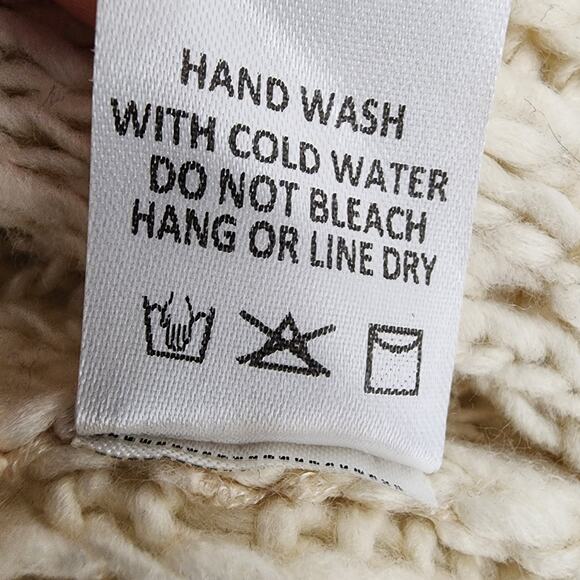 HAND WASH
WITH COLD WATER
DO NOT BLEACH
HANG OR LINE DRY